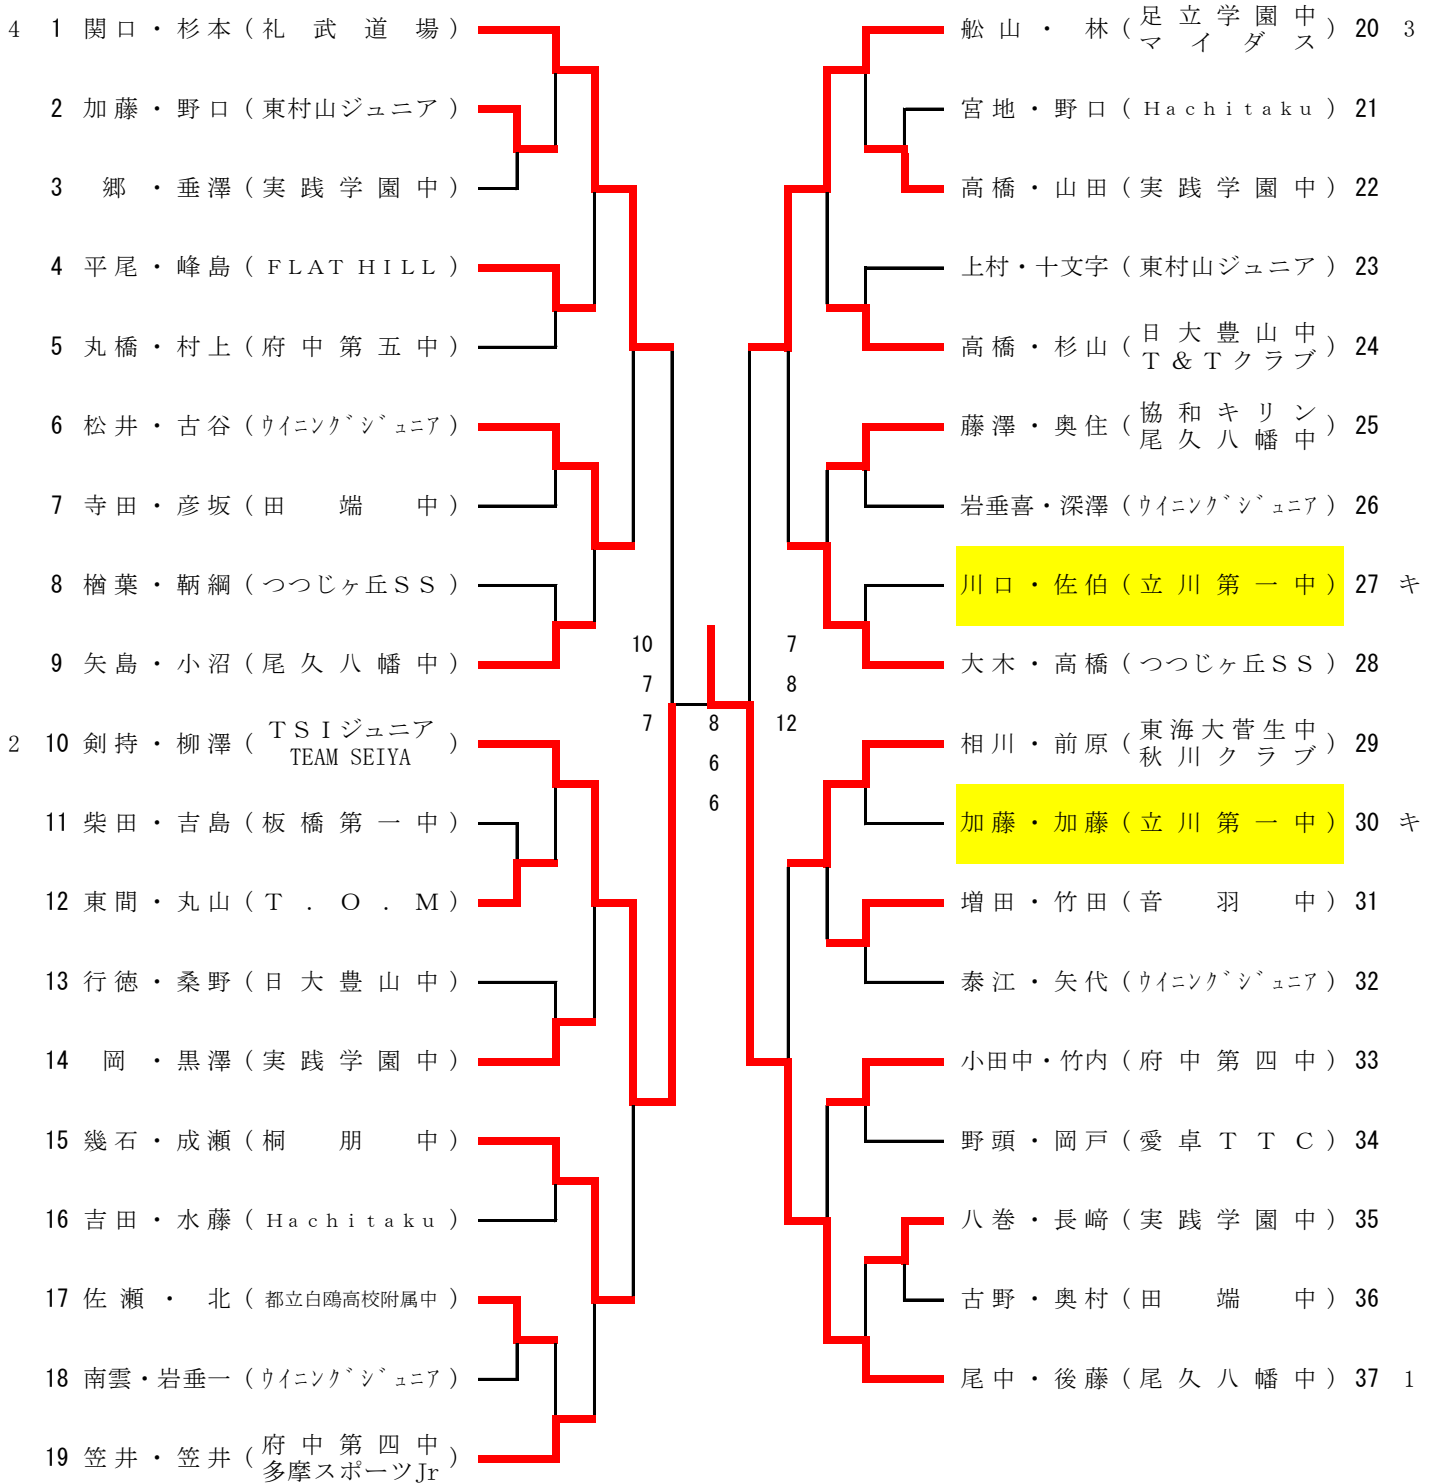 4 1 関口・杉本(礼武道場)
2 加藤・野口(東村山ジュニア)
3 郷・垂澤(実践学園中)
4 平尾・峰島(FLAT HILL)
5 丸橋・村上(府中第五中)
6 松井・古谷(ウイニングジュニア)
7 寺田・彦坂(田端中)
8 楢葉・鞆綱(つつじヶ丘SS)
9 矢島・小沼(尾久八幡中)
2 10 剣持・柳澤(TSIジュニア
TEAM SEIYA)
11 柴田・吉島(板橋第一中)
12 東間・丸山(T.O.M)
13 行徳・桑野(日大豊山中)
14 岡・黒澤(実践学園中)
15 幾石・成瀬(桐朋中)
16 吉田・水藤(Hachitaku)
17 佐瀬・北(都立白鴎高校附属中)
18 南雲・岩垂一(ウイニングジュニア)
19 笠井・笠井(府中第四中
多摩スポーツJr)
10
7
7
8
6
6
7
8
12
舩山・林(足立学園中
マイダス) 20 3
宮地・野口(Hachitaku) 21
高橋・山田(実践学園中) 22
上村・十文字(東村山ジュニア) 23
高橋・杉山(日大豊山中
T&Tクラブ) 24
藤澤・奥住(協和キリン
尾久八幡中) 25
岩垂喜・深澤(ウイニングジュニア) 26
川口・佐伯(立川第一中) 27 キ
大木・高橋(つつじヶ丘SS) 28
相川・前原(東海大菅生中
秋川クラブ) 29
加藤・加藤(立川第一中) 30 キ
増田・竹田(音羽中) 31
泰江・矢代(ウイニングジュニア) 32
小田中・竹内(府中第四中) 33
野頭・岡戸(愛卓TTC) 34
八巻・長﨑(実践学園中) 35
古野・奥村(田端中) 36
尾中・後藤(尾久八幡中) 37 1